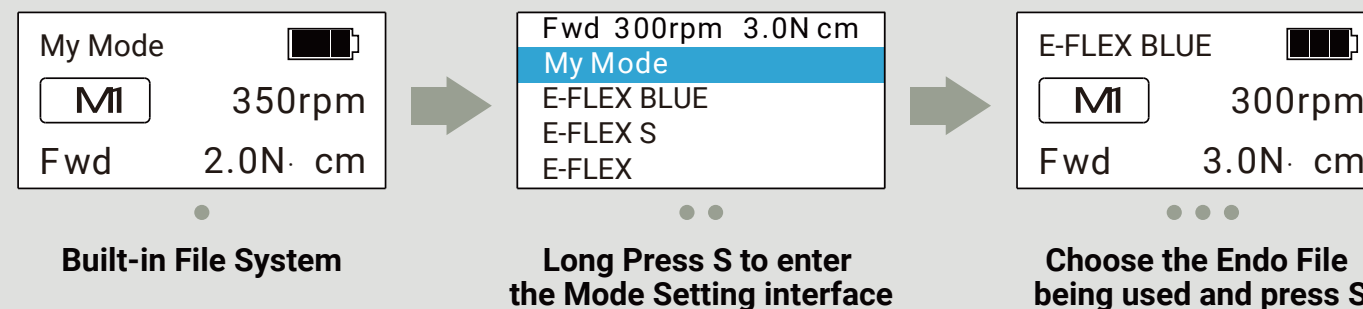 My Mode
M1 350rpm
Fwd 2.0N· cm
Built-in File System
Fwd 300rpm 3.0N cm
My Mode
E-FLEX BLUE
E-FLEX S
E-FLEX
Long Press S to enter
the Mode Setting interface
E-FLEX BLUE
M1 300rpm
Fwd 3.0N· cm
Choose the Endo File
being used and press S